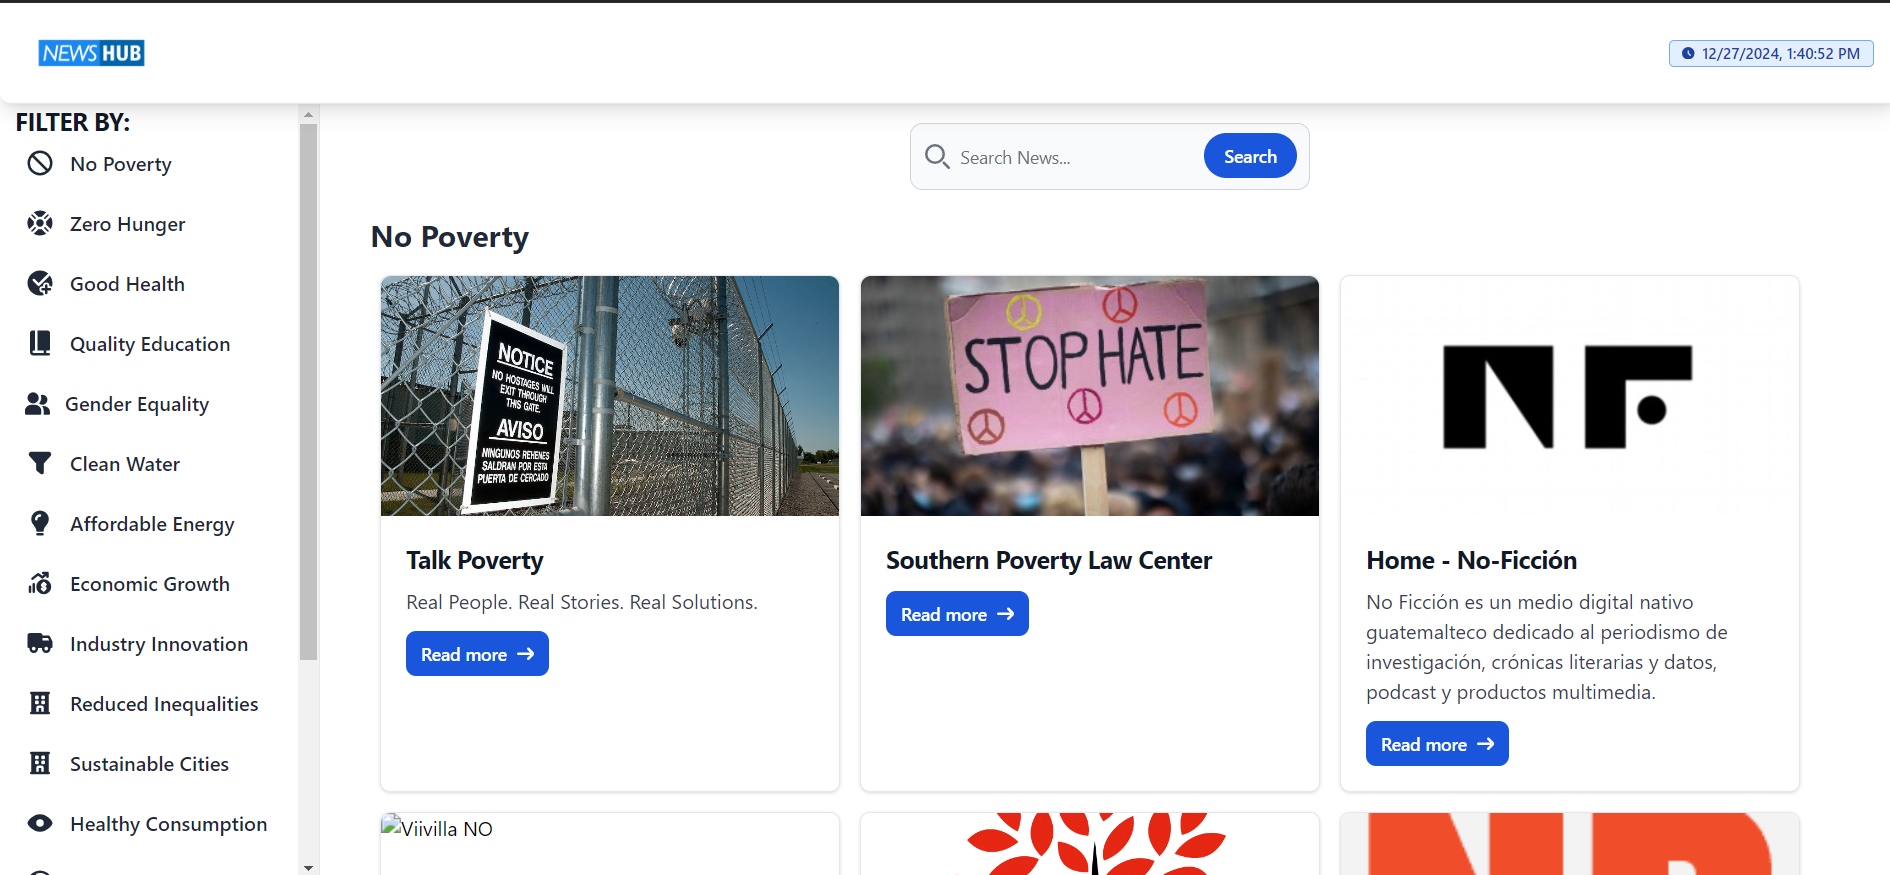 NEWS HUB
12/27/2024, 1:40:52 PM
FILTER BY:
No Poverty
Zero Hunger
Good Health
Quality Education
Gender Equality
Clean Water
Affordable Energy
Economic Growth
Industry Innovation
Reduced Inequalities
Sustainable Cities
Healthy Consumption
Search News...
Search
No Poverty
NOTICE
NO HOSTAGES WILL
EXIT THROUGH
THIS GATE.
AVISO
NINGUNOS REHENES
SALDRAN POR ESTA
PUERTA DE CERCADO
Talk Poverty
Real People. Real Stories. Real Solutions.
Read more
STOP HATE
Southern Poverty Law Center
Read more
NF
Home - No-Ficción
No Ficción es un medio digital nativo
guatemalteco dedicado al periodismo de
investigación, crónicas literarias y datos,
podcast y productos multimedia.
Read more
Viivilla NO